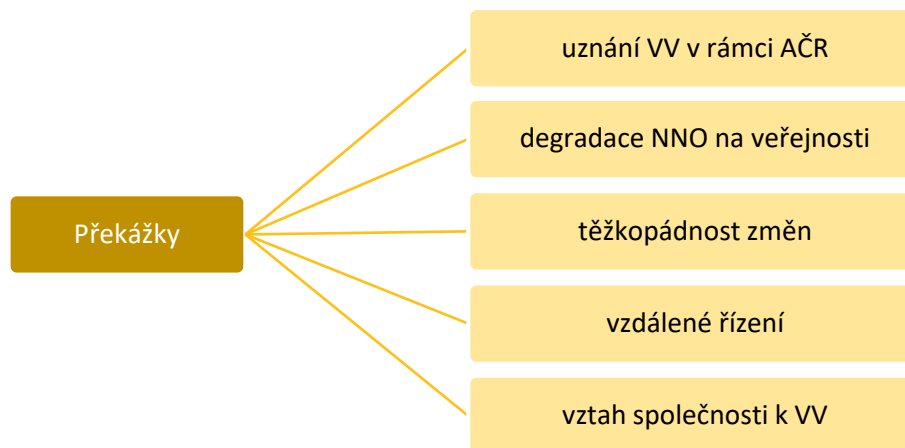 uznání VV v rámci AČR
degradace NNO na veřejnosti
Překážky
těžkopádnost změn
vzdálené řízení
vztah společnosti k VV